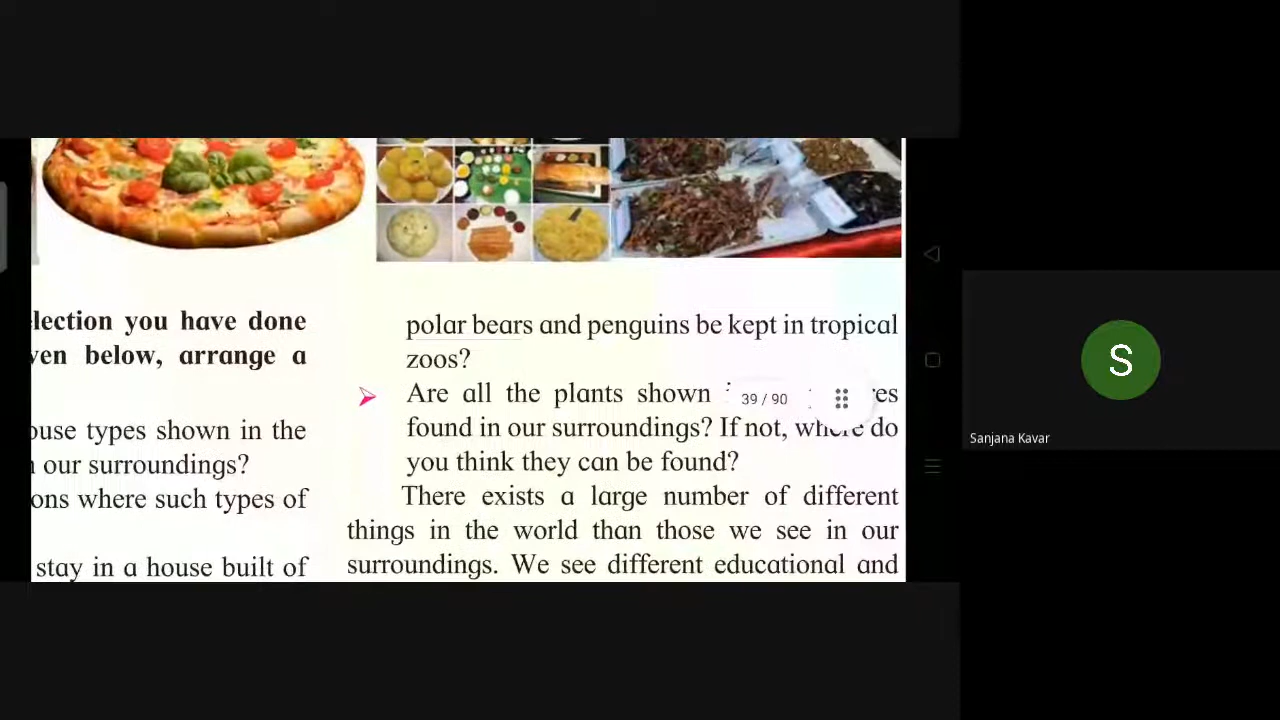 lection you have done
ven below, arrange a
ouse types shown in the
our surroundings?
ons where such types of
stay in a house built of
polar bears and penguins be kept in tropical
zoos?
Are all the plants shown
found in our surroundings? If not, where do
you think they can be found?
There exists a large number of different
things in the world than those we see in our
surroundings. We see different educational and
39 / 90
S
Sanjana Kavar